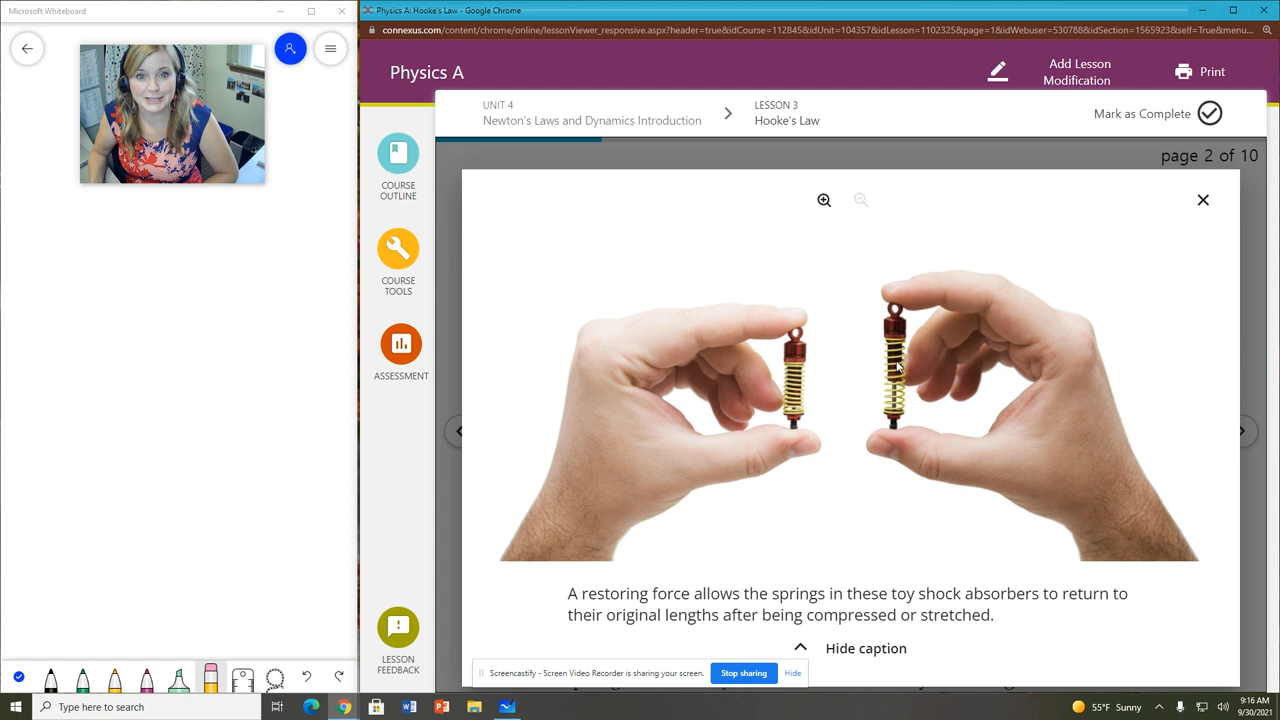 Microsoft Whiteboard
Physics A: Hooke's Law - Google Chrome
connexus.com/content/chrome/online/lessonViewer_responsive.aspx?header=true&idCourse=112845&idUnit=104357&idLesson=1102325&page=1&idWebuser=530788&idSection=1565923&self=True&menu...
Physics A
Add Lesson
Modification
Print
UNIT 4
Newton's Laws and Dynamics Introduction
LESSON 3
Hooke's Law
Mark as Complete
page 2 of 10
COURSE
OUTLINE
COURSE
TOOLS
ASSESSMENT
LESSON
FEEDBACK
A restoring force allows the springs in these toy shock absorbers to return to
their original lengths after being compressed or stretched.
Hide caption
Screencastify - Screen Video Recorder is sharing your screen.
Stop sharing
Hide
Type here to search
55°F Sunny
9:16 AM
9/30/2021